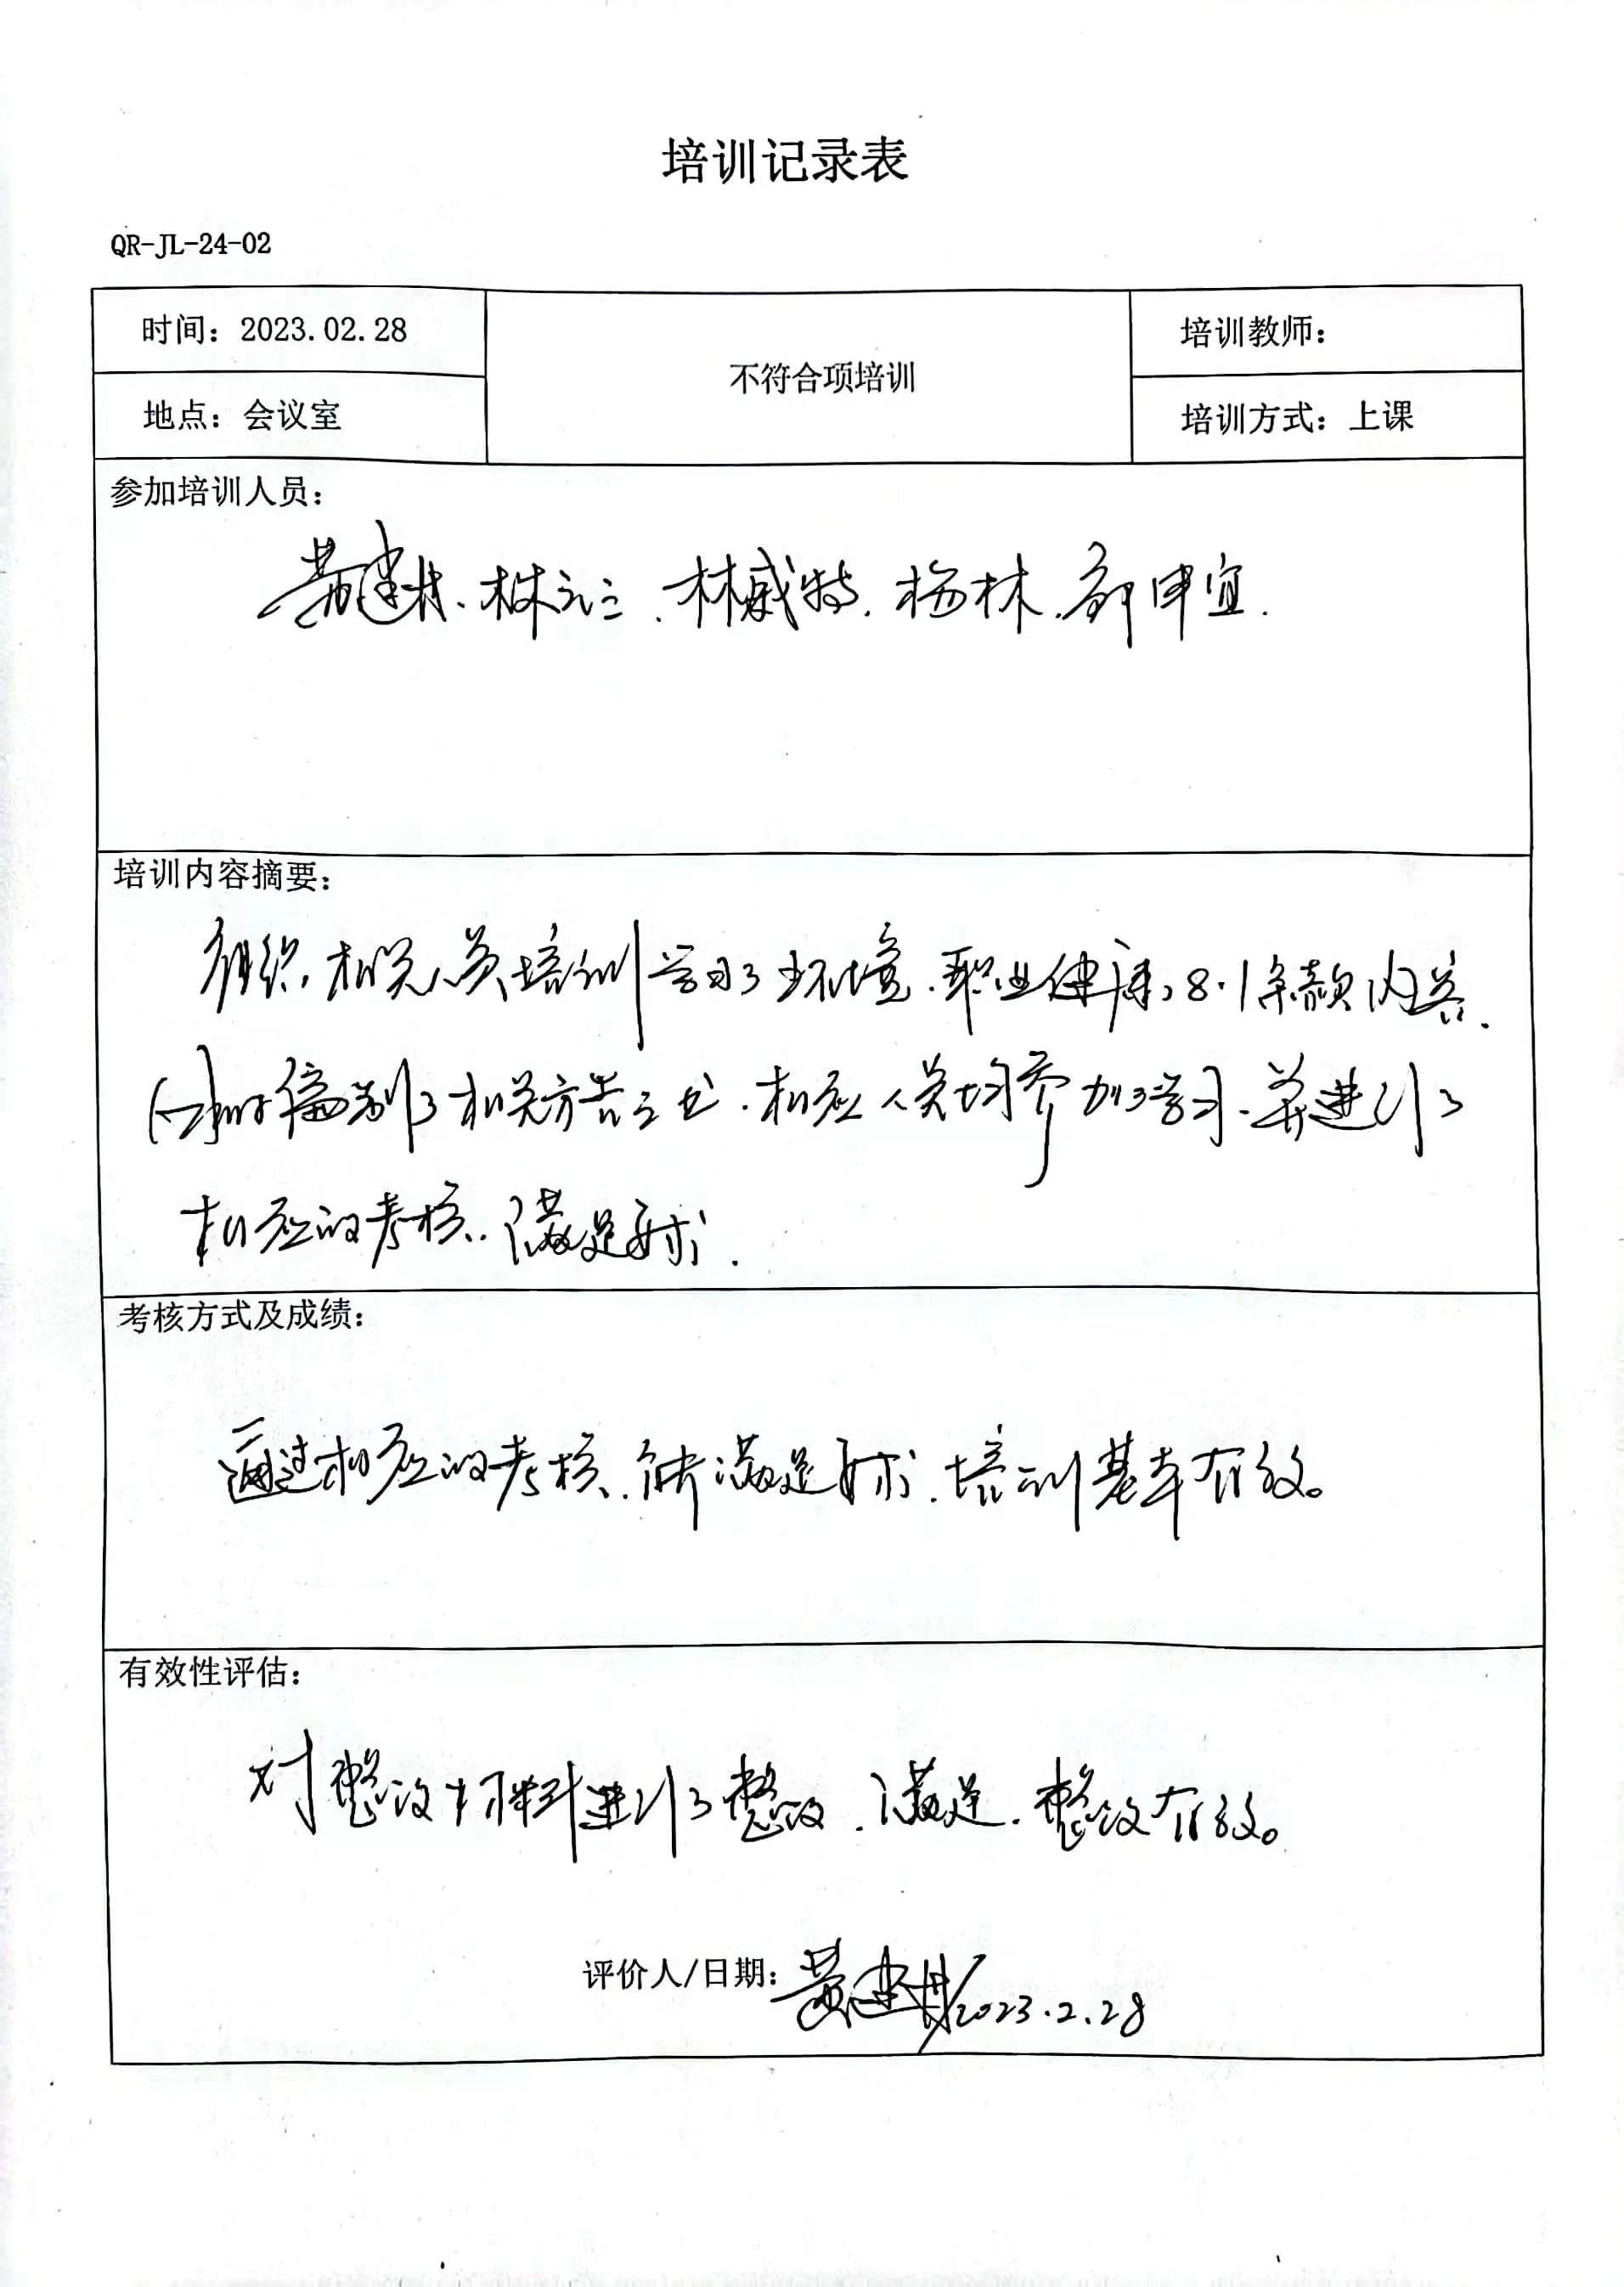 培训记录表
QR-JL-24-02
时间：2023.02.28
不符合项培训
培训教师：
地点：会议室
培训方式：上课
参加培训人员：
林威特、杨林、
培训内容摘要：
组织相关人员培训学习了环境、职业健康，8.1条款内容、
同时编制了相关方告之书、相应人员均参加了学习、并进行了
相应的考核、满足要求.
考核方式及成绩：
通过相应的考核、能满足要求、培训基本有效。
有效性评估：
对整改材料进行了整改、满足、整改有效。
评价人/日期：黄建 2023.2.28